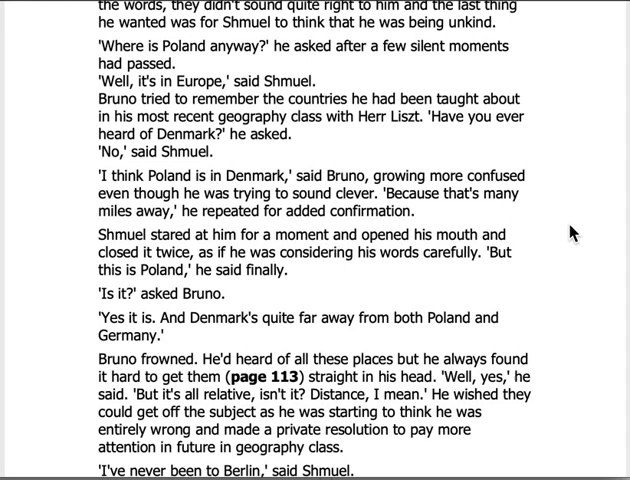 the words, they didn't sound quite right to him and the last thing
he wanted was for Shmuel to think that he was being unkind.
'Where is Poland anyway?' he asked after a few silent moments
had passed.
'Well, it's in Europe,' said Shmuel.
Bruno tried to remember the countries he had been taught about
in his most recent geography class with Herr Liszt. 'Have you ever
heard of Denmark?' he asked.
'No,' said Shmuel.
'I think Poland is in Denmark,' said Bruno, growing more confused
even though he was trying to sound clever. 'Because that's many
miles away,' he repeated for added confirmation.
Shmuel stared at him for a moment and opened his mouth and
closed it twice, as if he was considering his words carefully. 'But
this is Poland,' he said finally.
'Is it?' asked Bruno.
'Yes it is. And Denmark's quite far away from both Poland and
Germany.'
Bruno frowned. He'd heard of all these places but he always found
it hard to get them (page 113) straight in his head. 'Well, yes,' he
said. 'But it's all relative, isn't it? Distance, I mean.' He wished they
could get off the subject as he was starting to think he was
entirely wrong and made a private resolution to pay more
attention in future in geography class.
'I've never been to Berlin,' said Shmuel.